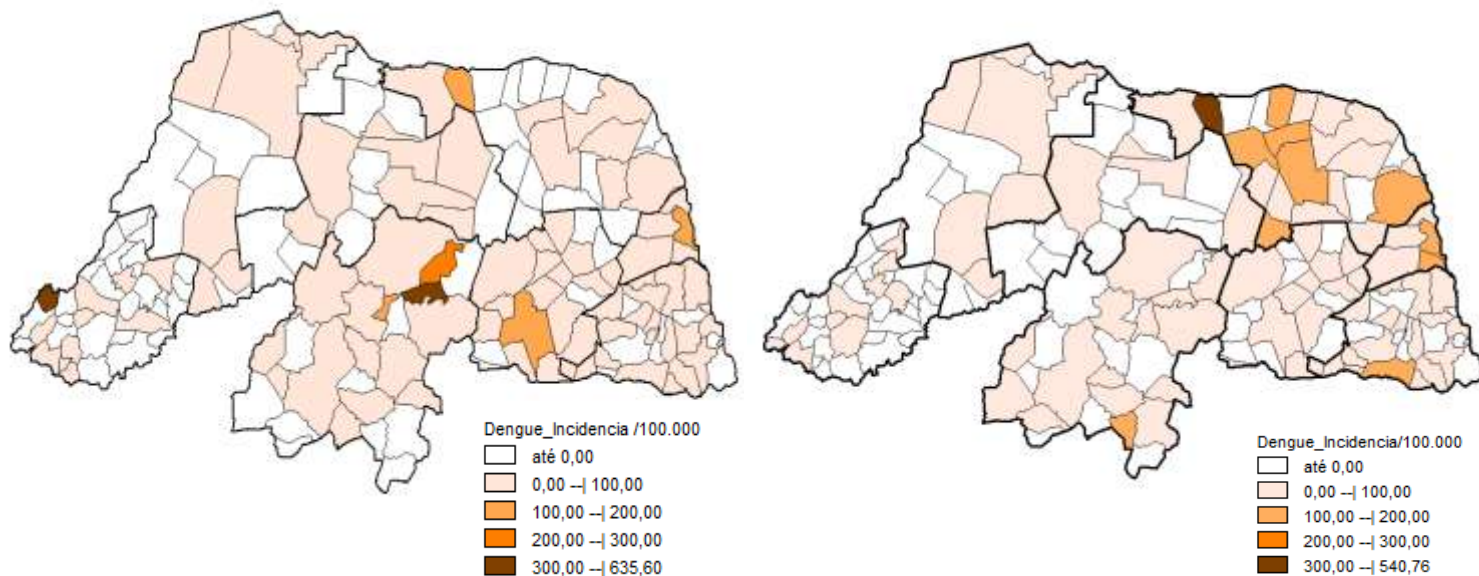 Dengue_Incidencia /100.000
até 0,00
0,00 --| 100,00
100,00 --| 200,00
200,00 --| 300,00
300,00 --| 635,60
Dengue_Incidencia/100.000
até 0,00
0,00 --| 100,00
100,00 --| 200,00
200,00 --| 300,00
300,00 --| 540,76